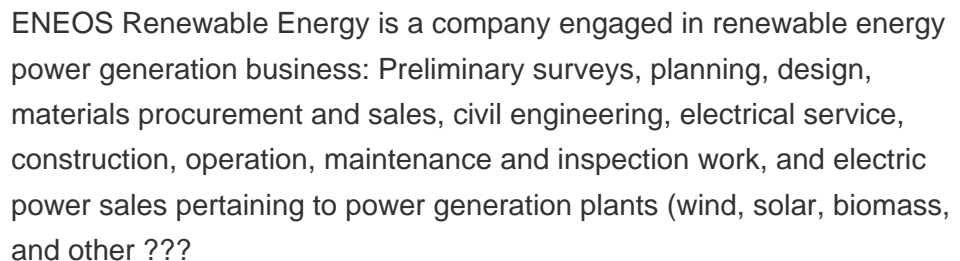 ENEOS Renewable Energy is a company engaged in renewable energy
power generation business: Preliminary surveys, planning, design,
materials procurement and sales, civil engineering, electrical service,
construction, operation, maintenance and inspection work, and electric
power sales pertaining to power generation plants (wind, solar, biomass,
and other ???